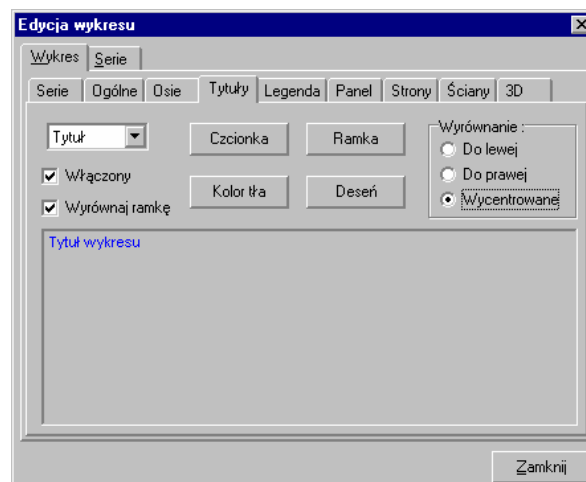 Edycja wykresu
Wykres Serie
Serie Ogólne Osie Tytuły Legenda Panel Strony Ściany 3D
Tytuł Czcionka Ramka Wyrównanie :
Do lewej
Włączony Do prawej
Kolor tła Deseń Wycentrowane
Wyrównaj ramkę
Tytuł wykresu
Zamknij